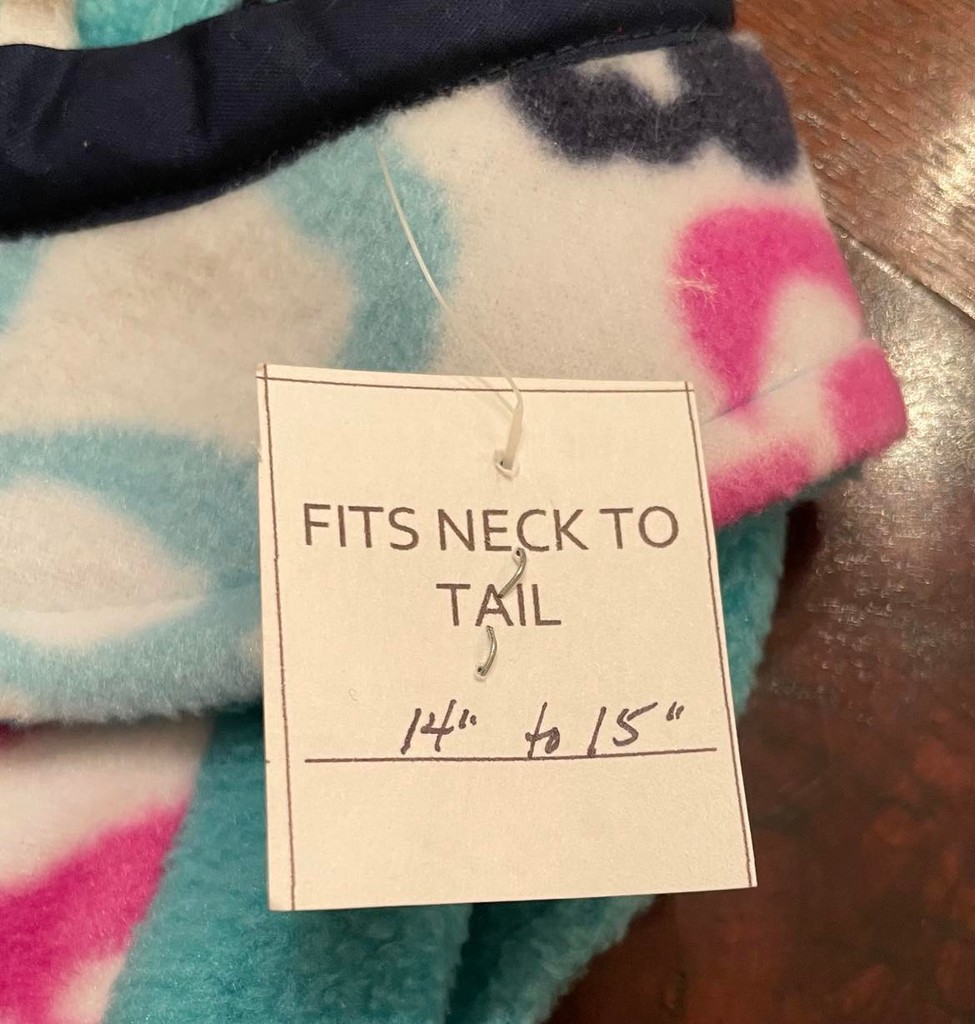 FITS NECK TO
TAIL
14" to 15"